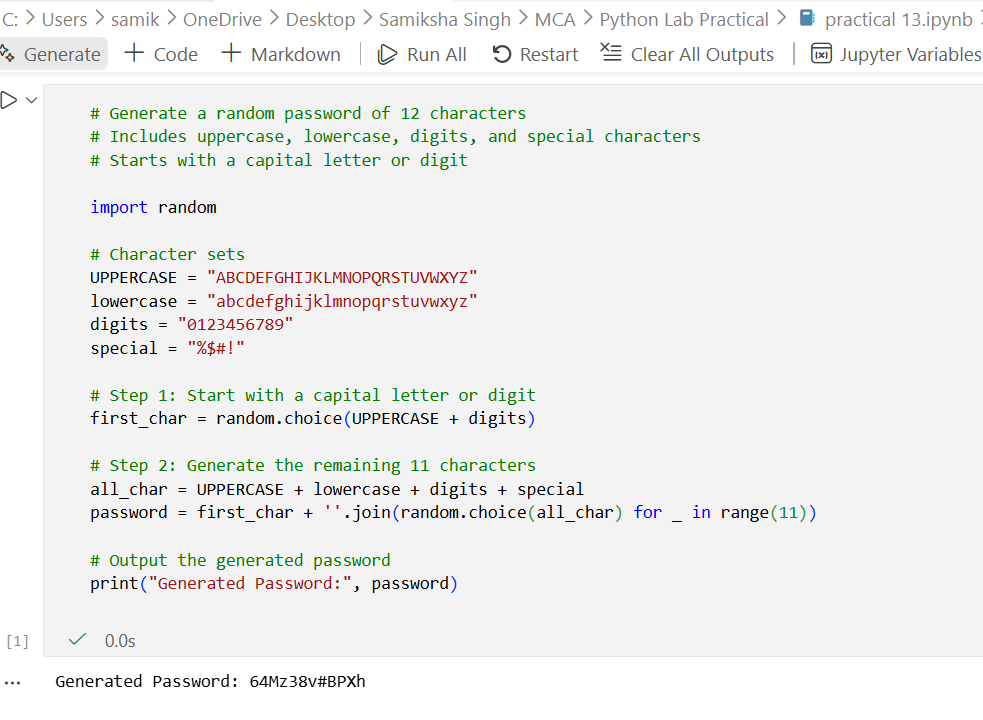 C: > Users > samik > OneDrive > Desktop > Samiksha Singh > MCA > Python Lab Practical > practical 13.ipynb >
Generate + Code + Markdown | Run All Restart Clear All Outputs | Jupyter Variables
# Generate a random password of 12 characters
# Includes uppercase, lowercase, digits, and special characters
# Starts with a capital letter or digit
import random
# Character sets
UPPERCASE = "ABCDEFGHIJKLMNOPQRSTUVWXYZ"
lowercase = "abcdefghijklmnopqrstuvwxyz"
digits = "0123456789"
special = "%$#!"
# Step 1: Start with a capital letter or digit
first_char = random.choice(UPPERCASE + digits)
# Step 2: Generate the remaining 11 characters
all_char = UPPERCASE + lowercase + digits + special
password = first_char + ''.join(random.choice(all_char) for _ in range(11))
# Output the generated password
print("Generated Password:", password)
[1] ✓ 0.0s
... Generated Password: 64Mz38v#BPXh